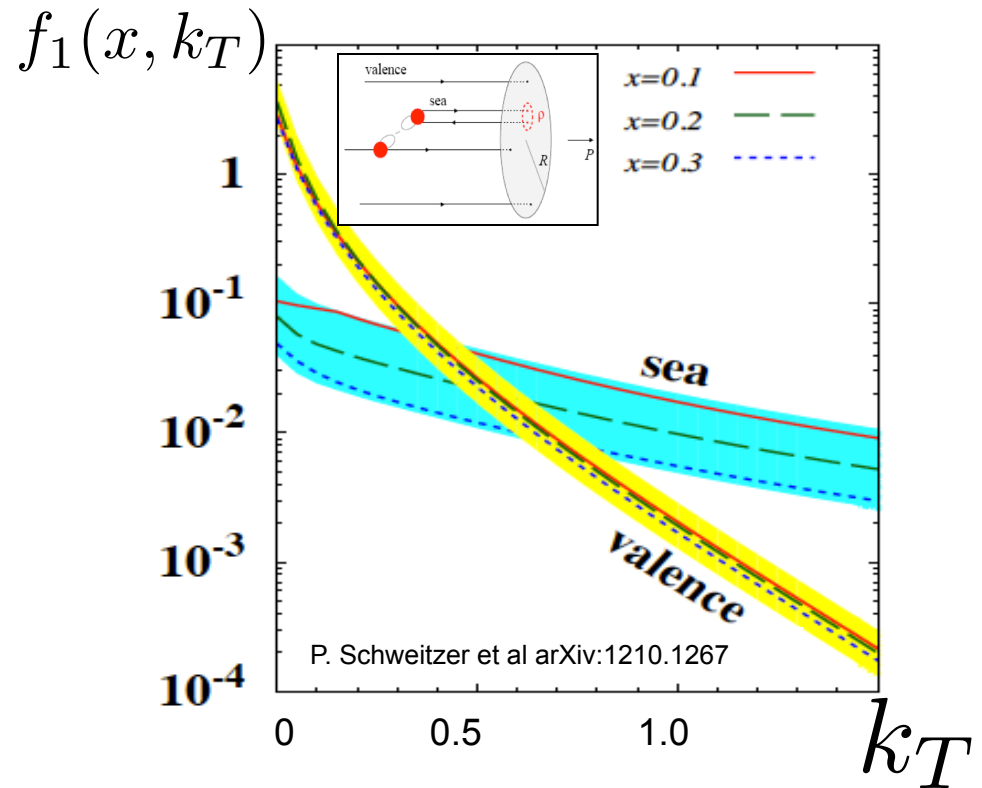 f₁(x, k_T)
valence
sea
ρ
R
P
x=0.1
x=0.2
x=0.3
1
10⁻¹
10⁻²
10⁻³
10⁻⁴
sea
valence
P. Schweitzer et al arXiv:1210.1267
0 0.5 1.0
k_T